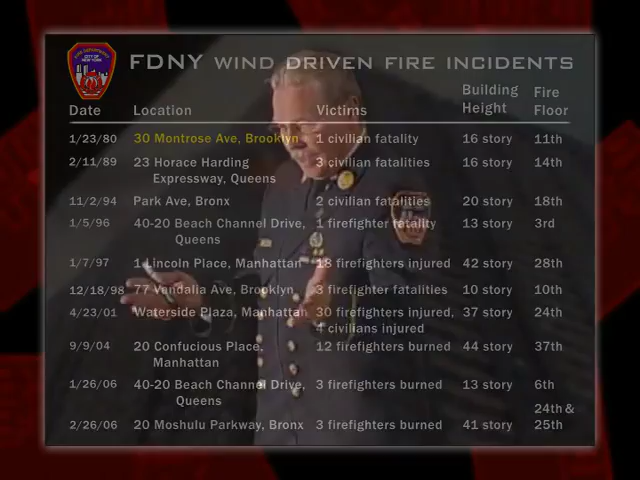 FDNY WIND DRIVEN FIRE INCIDENTS
Date Location Victims Building Height Fire Floor
1/23/80 30 Montrose Ave, Brooklyn 1 civilian fatality 16 story 11th
2/11/89 23 Horace Harding Expressway, Queens 3 civilian fatalities 16 story 14th
11/2/94 Park Ave, Bronx 2 civilian fatalities 20 story 18th
1/5/96 40-20 Beach Channel Drive, Queens 1 firefighter fatality 13 story 3rd
1/7/97 1 Lincoln Place, Manhattan 18 firefighters injured 42 story 28th
12/18/98 77 Vandalia Ave, Brooklyn 3 firefighter fatalities 10 story 10th
4/23/01 Waterside Plaza, Manhattan 30 firefighters injured, 4 civilians injured 37 story 24th
9/9/04 20 Confucious Place, Manhattan 12 firefighters burned 44 story 37th
1/26/06 40-20 Beach Channel Drive, Queens 3 firefighters burned 13 story 6th
2/26/06 20 Moshulu Parkway, Bronx 3 firefighters burned 41 story 24th & 25th